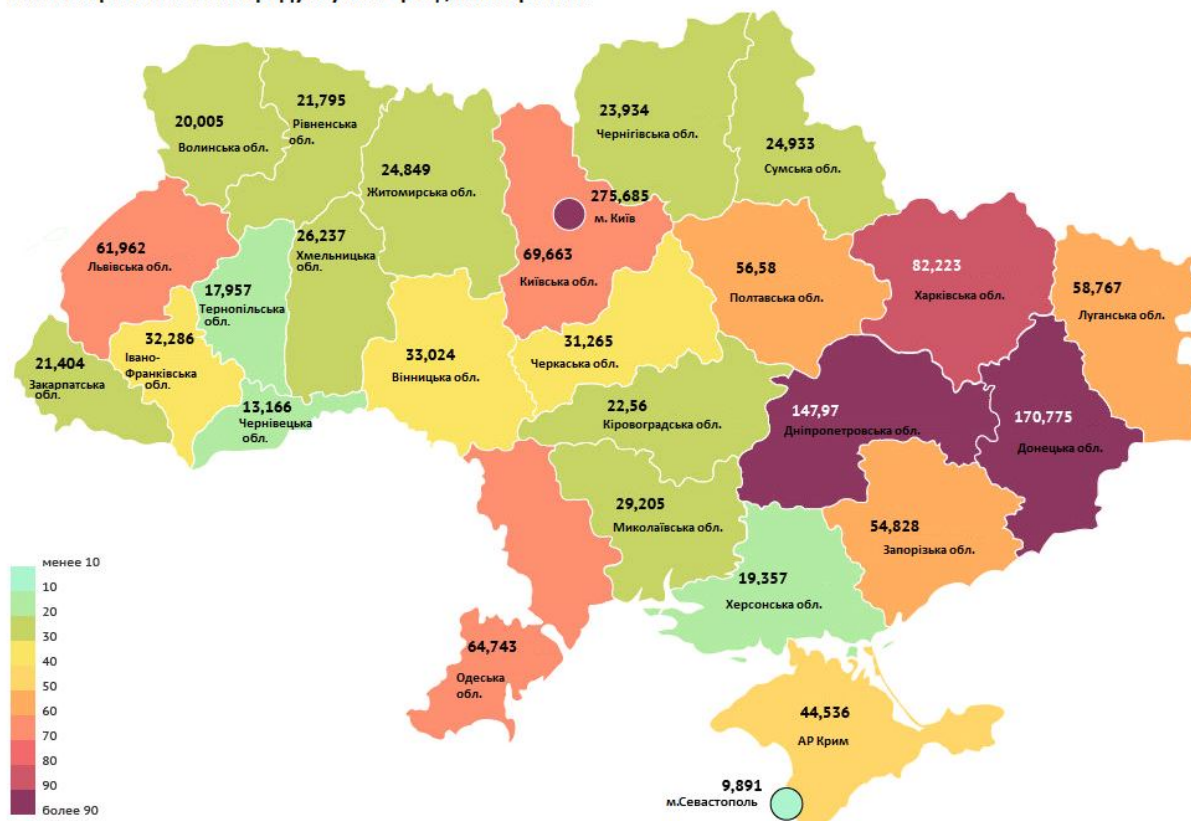 21,795
Рівненська
обл.
20,005
Волинська обл.
23,934
Чернігівська обл.
24,933
Сумська обл.
24,849
Житомирська обл.
275,685
м. Київ
61,962
Львівська обл.
26,237
Хмельницька
обл.
69,663
Київська обл.
56,58
Полтавська обл.
82,223
Харківська обл.
58,767
Луганська обл.
17,957
Тернопільська
обл.
32,286
Івано-
Франківська
обл.
33,024
Вінницька обл.
31,265
Черкаська обл.
21,404
Закарпатська
обл.
13,166
Чернівецька
обл.
22,56
Кіровоградська обл.
147,97
Дніпропетровська обл.
170,775
Донецька обл.
29,205
Миколаївська обл.
54,828
Запорізька обл.
19,357
Херсонська обл.
64,743
Одеська
обл.
44,536
АР Крим
9,891
м.Севастополь
менее 10
10
20
30
40
50
60
70
80
90
более 90